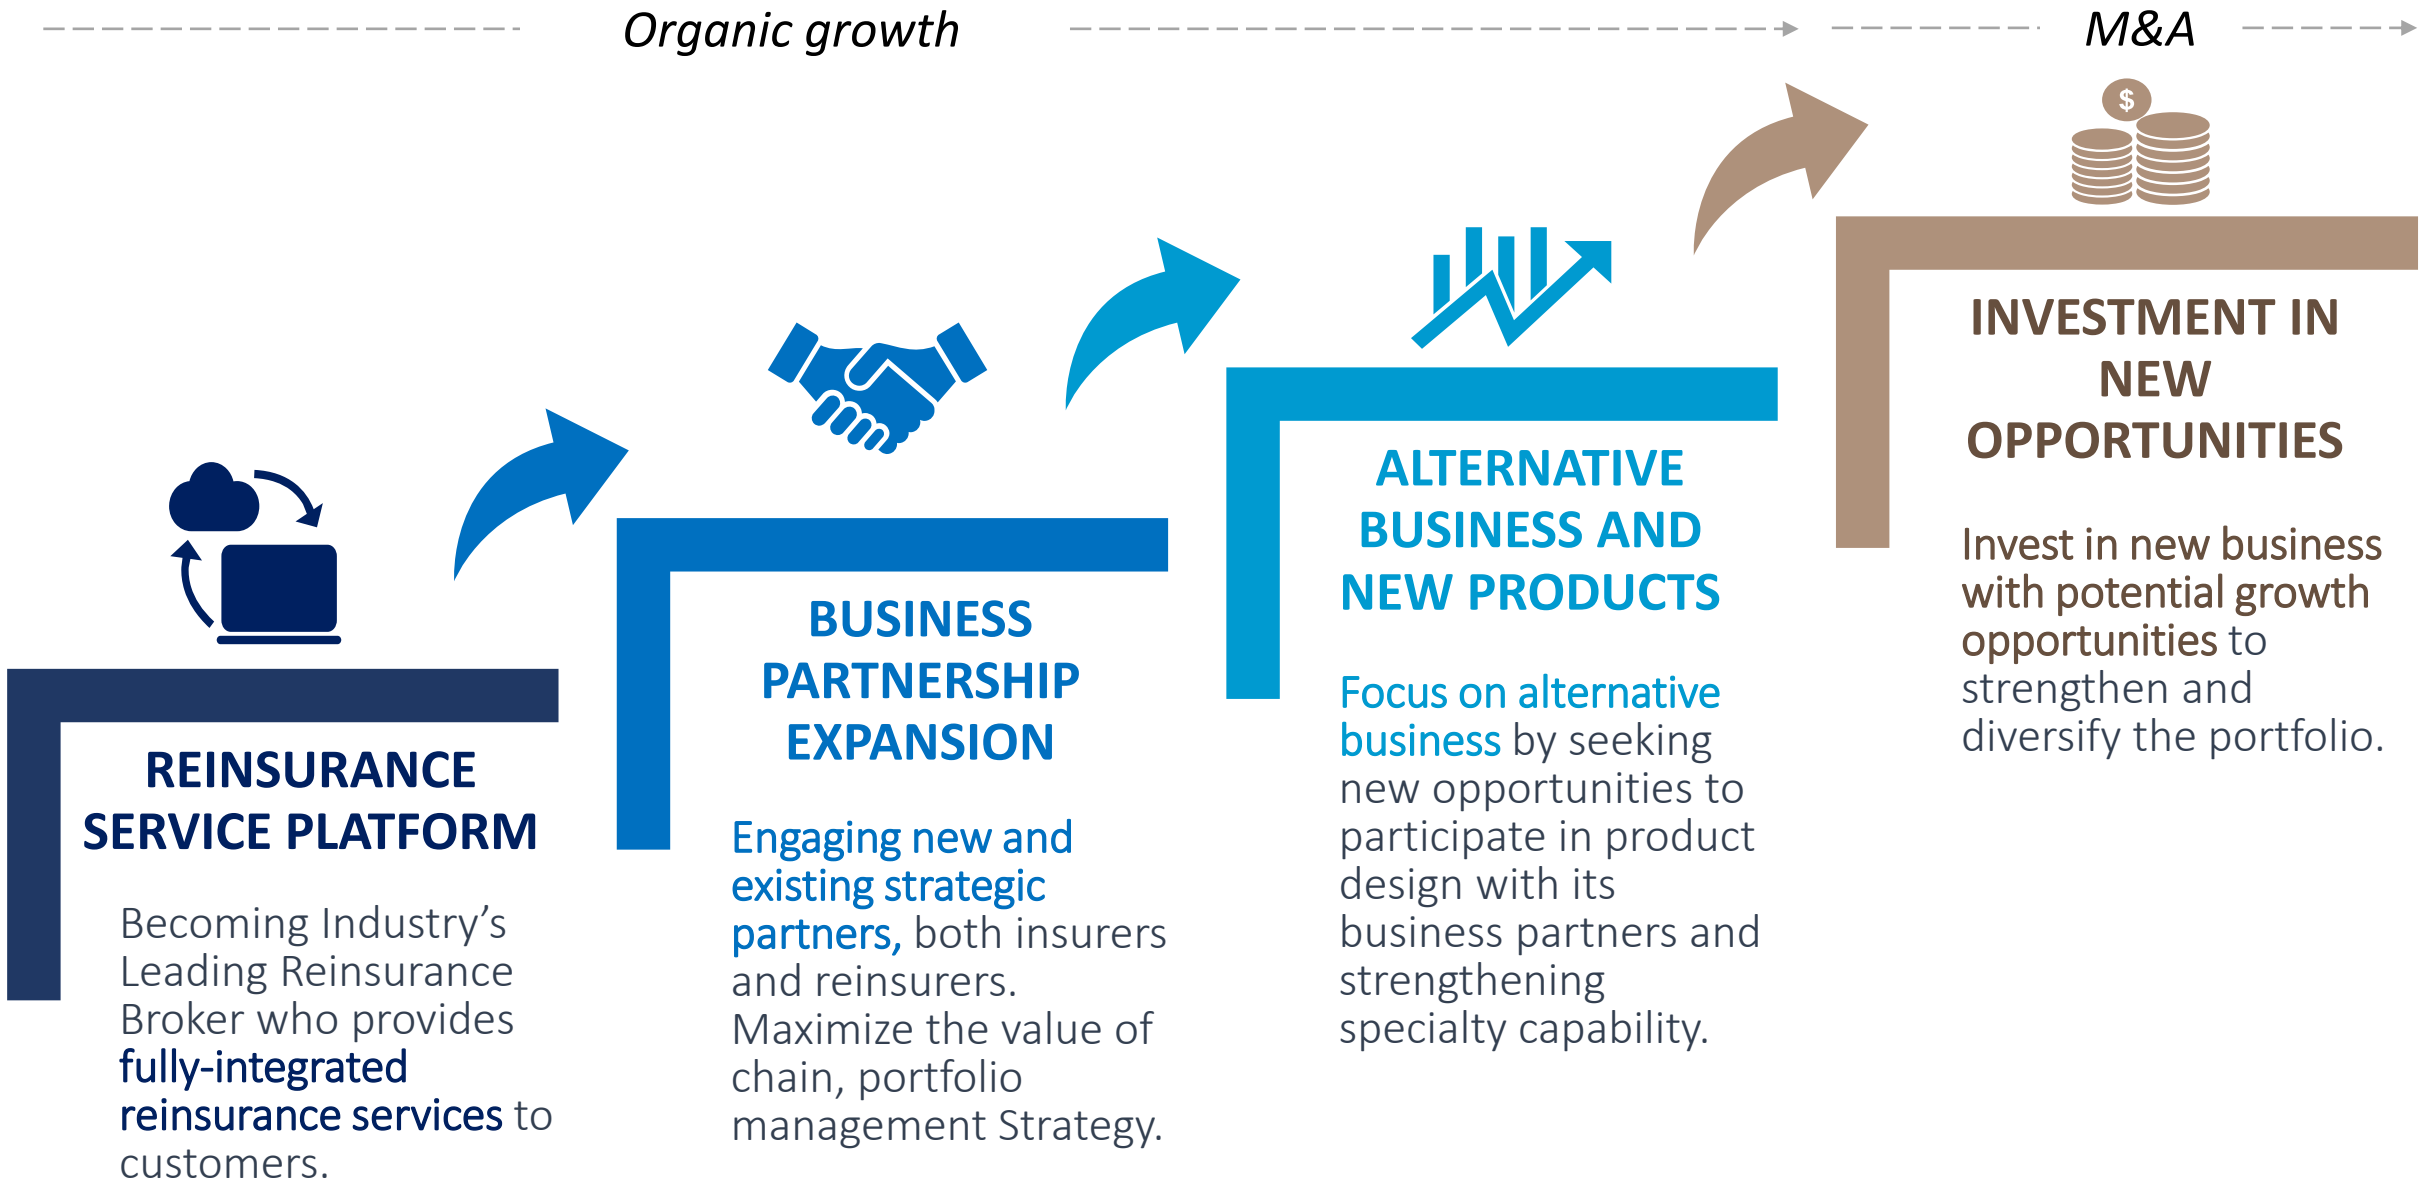 Organic growth
M&A
$
REINSURANCE
SERVICE PLATFORM
Becoming Industry’s
Leading Reinsurance
Broker who provides
fully-integrated
reinsurance services to
customers.
BUSINESS
PARTNERSHIP
EXPANSION
Engaging new and
existing strategic
partners, both insurers
and reinsurers.
Maximize the value of
chain, portfolio
management Strategy.
ALTERNATIVE
BUSINESS AND
NEW PRODUCTS
Focus on alternative
business by seeking
new opportunities to
participate in product
design with its
business partners and
strengthening
specialty capability.
INVESTMENT IN
NEW
OPPORTUNITIES
Invest in new business
with potential growth
opportunities to
strengthen and
diversify the portfolio.